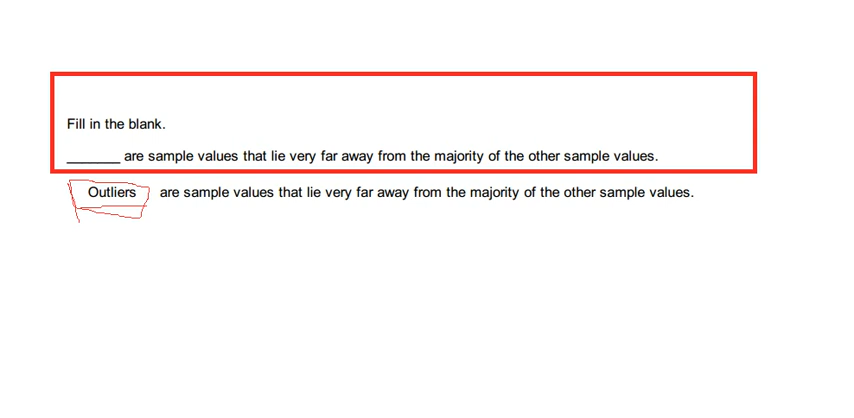 Fill in the blank.
_______ are sample values that lie very far away from the majority of the other sample values.
Outliers are sample values that lie very far away from the majority of the other sample values.